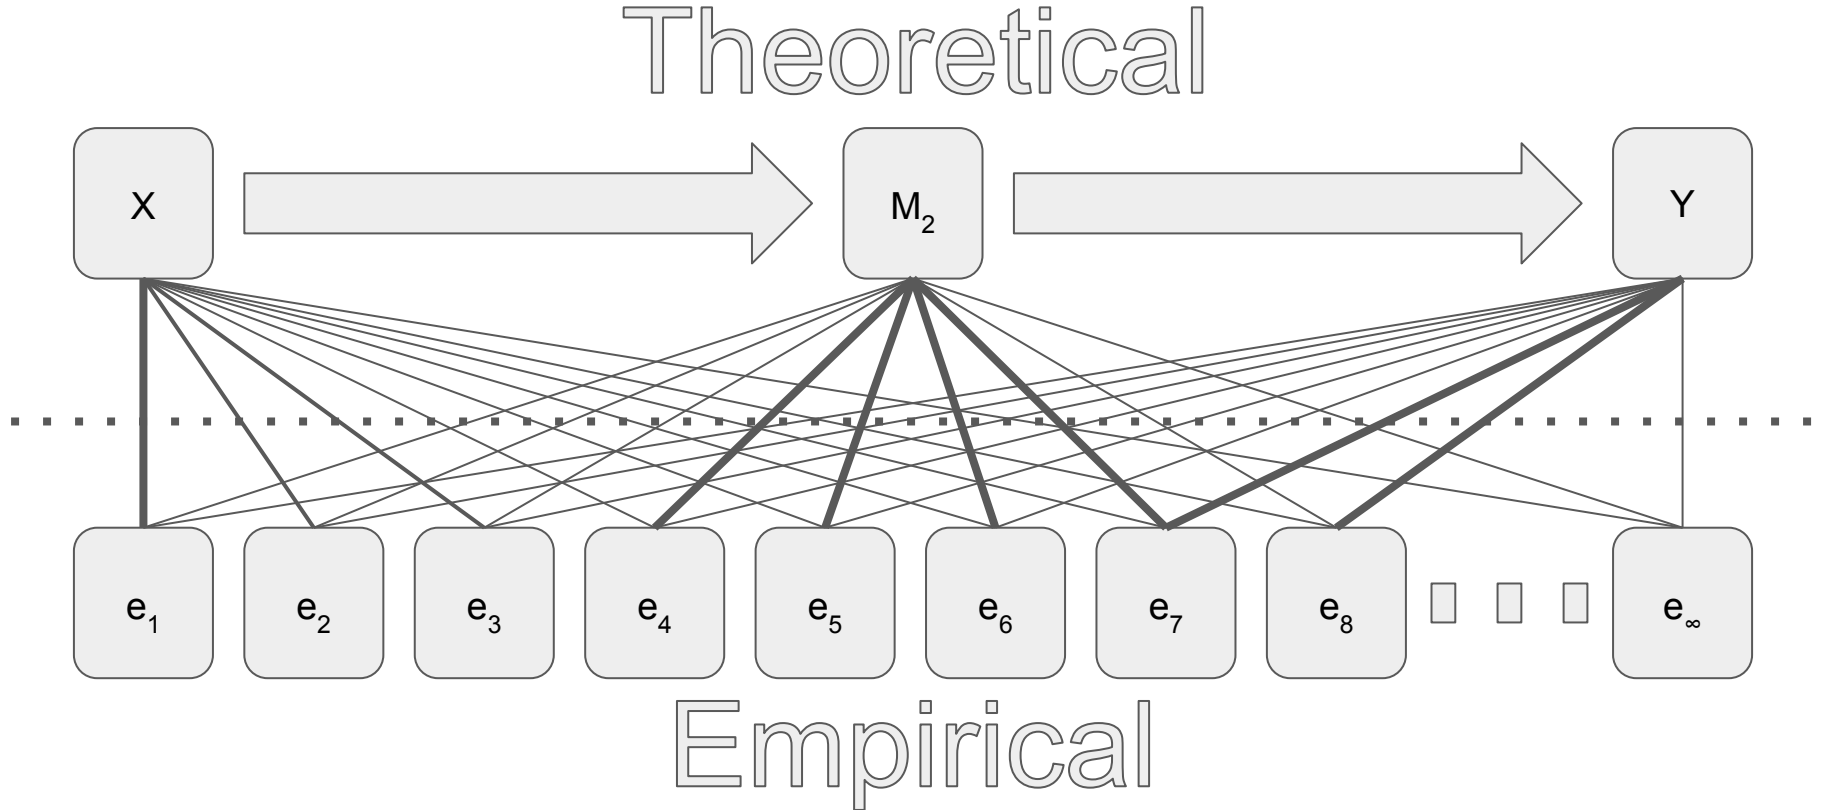 Theoretical
X M₂ Y
e₁ e₂ e₃ e₄ e₅ e₆ e₇ e₈ e∞
Empirical